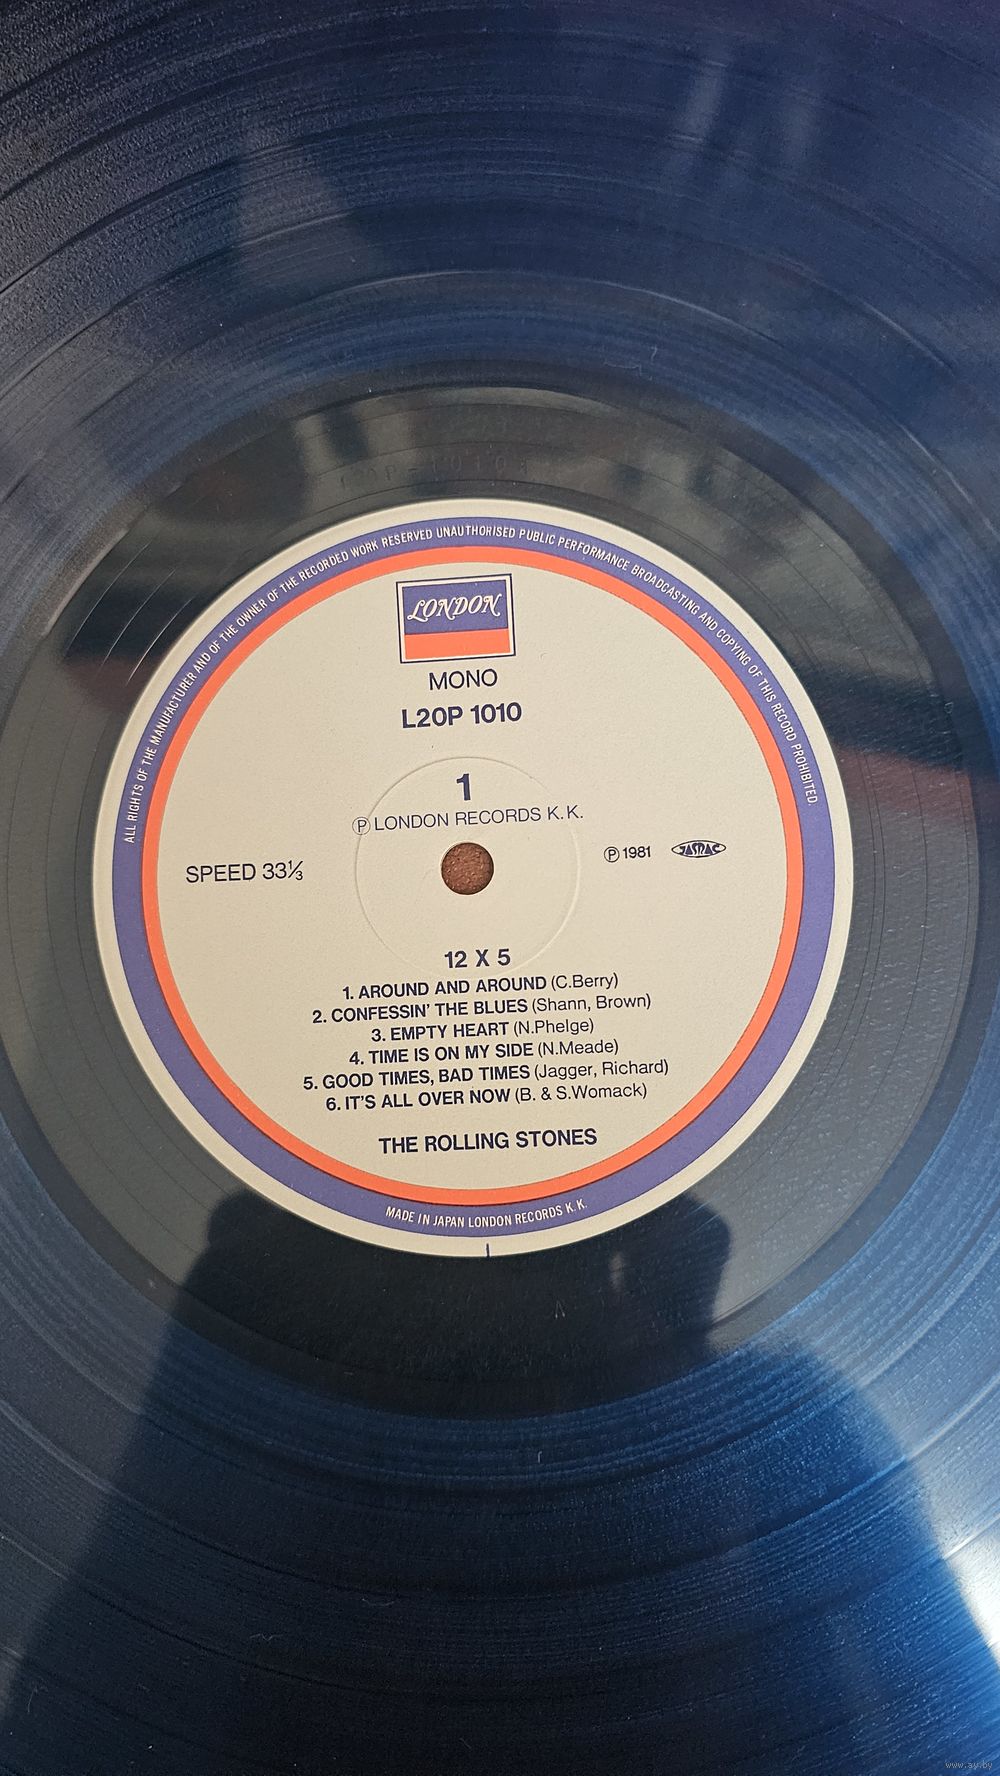 ALL RIGHTS OF THE MANUFACTURER AND OF THE OWNER OF THE RECORDED WORK RESERVED UNAUTHORISED PUBLIC PERFORMANCE BROADCASTING AND COPYING OF THIS RECORD PROHIBITED.
LONDON
MONO
L20P 1010
1
Ⓟ LONDON RECORDS K.K.
SPEED 33⅓
Ⓟ 1981 JASRAC
12 X 5
1. AROUND AND AROUND (C.Berry)
2. CONFESSIN' THE BLUES (Shann, Brown)
3. EMPTY HEART (N.Phelge)
4. TIME IS ON MY SIDE (N.Meade)
5. GOOD TIMES, BAD TIMES (Jagger, Richard)
6. IT'S ALL OVER NOW (B. & S.Womack)
THE ROLLING STONES
MADE IN JAPAN LONDON RECORDS K.K.
www.ay.by